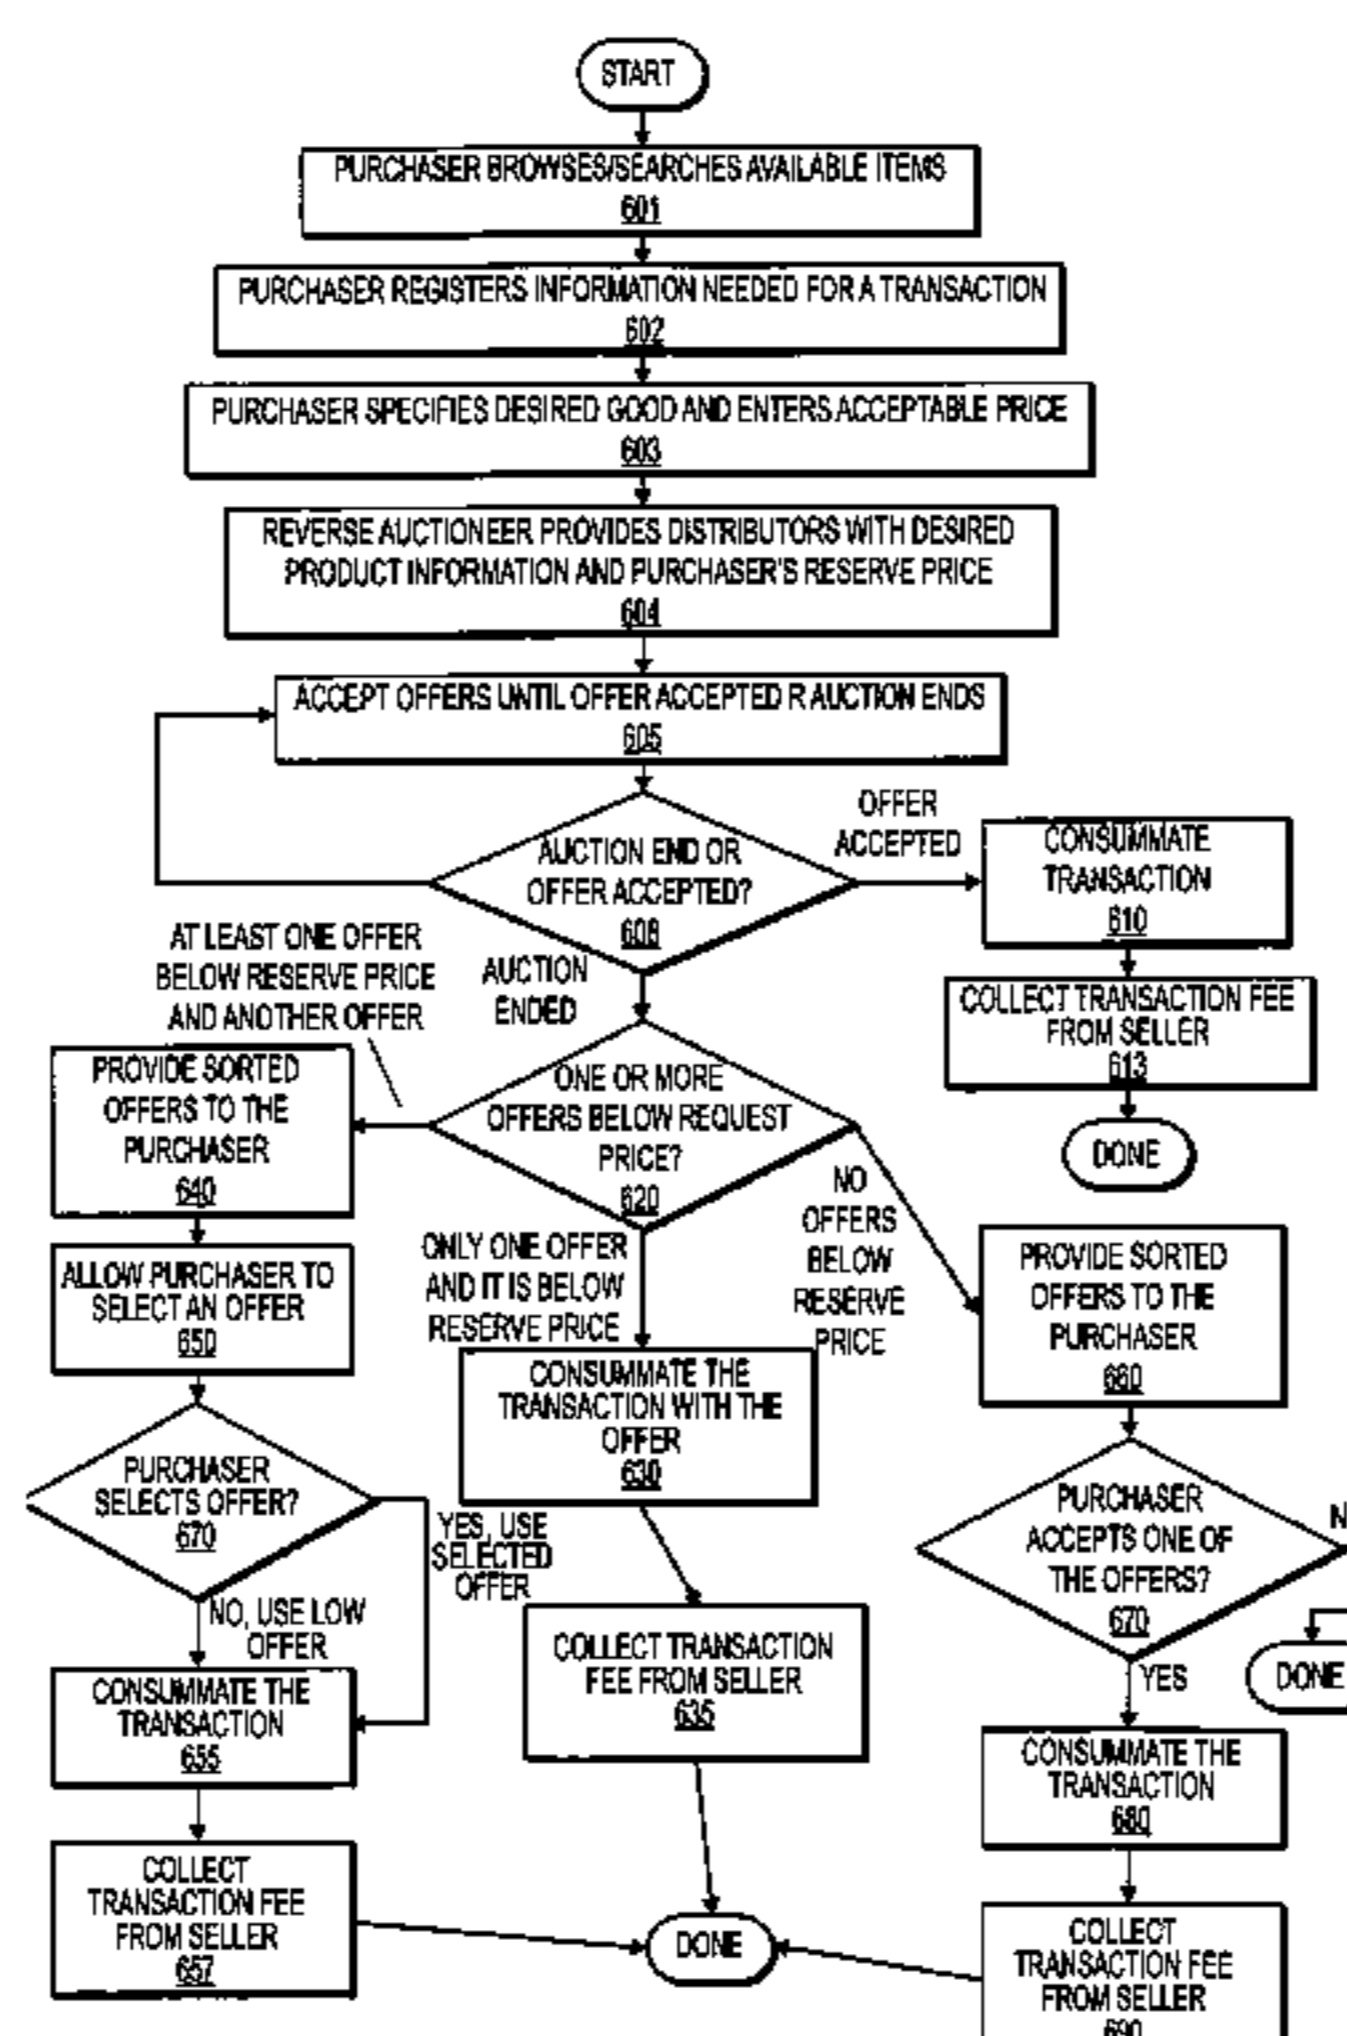 START
PURCHASER BROWSES/SEARCHES AVAILABLE ITEMS
601
PURCHASER REGISTERS INFORMATION NEEDED FOR A TRANSACTION
602
PURCHASER SPECIFIES DESIRED GOOD AND ENTERS ACCEPTABLE PRICE
603
REVERSE AUCTIONEER PROVIDES DISTRIBUTORS WITH DESIRED
PRODUCT INFORMATION AND PURCHASER'S RESERVE PRICE
604
ACCEPT OFFERS UNTIL OFFER ACCEPTED R AUCTION ENDS
605
AUCTION END OR
OFFER ACCEPTED?
608
OFFER
ACCEPTED
CONSUMMATE
TRANSACTION
610
COLLECT TRANSACTION FEE
FROM SELLER
613
DONE
AUCTION
ENDED
AT LEAST ONE OFFER
BELOW RESERVE PRICE
AND ANOTHER OFFER
ONE OR MORE
OFFERS BELOW REQUEST
PRICE?
620
PROVIDE SORTED
OFFERS TO THE
PURCHASER
640
ALLOW PURCHASER TO
SELECT AN OFFER
650
PURCHASER
SELECTS OFFER?
670
YES, USE
SELECTED
OFFER
NO, USE LOW
OFFER
CONSUMMATE THE
TRANSACTION
655
COLLECT
TRANSACTION FEE
FROM SELLER
657
ONLY ONE OFFER
AND IT IS BELOW
RESERVE PRICE
CONSUMMATE THE
TRANSACTION WITH THE
OFFER
630
COLLECT TRANSACTION
FEE FROM SELLER
635
DONE
NO
OFFERS
BELOW
RESERVE
PRICE
PROVIDE SORTED
OFFERS TO THE
PURCHASER
660
PURCHASER
ACCEPTS ONE OF
THE OFFERS?
670
N
DONE
YES
CONSUMMATE THE
TRANSACTION
680
COLLECT
TRANSACTION FEE
FROM SELLER
690